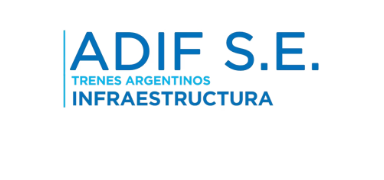 ADIF S.E.
TRENES ARGENTINOS
INFRAESTRUCTURA